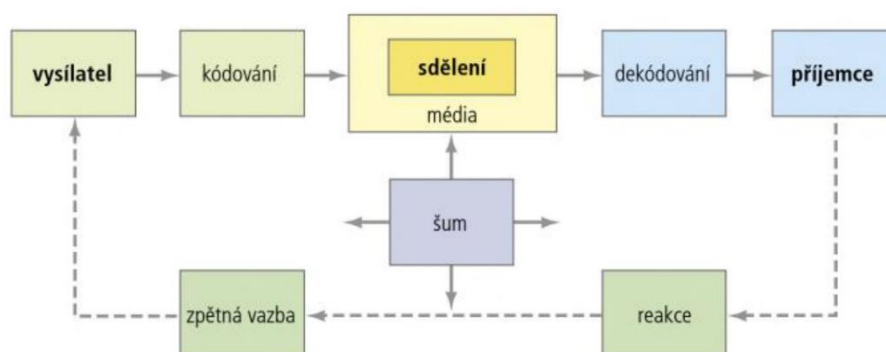 vysílatel
kódování
sdělení
média
dekódování
příjemce
šum
zpětná vazba
reakce